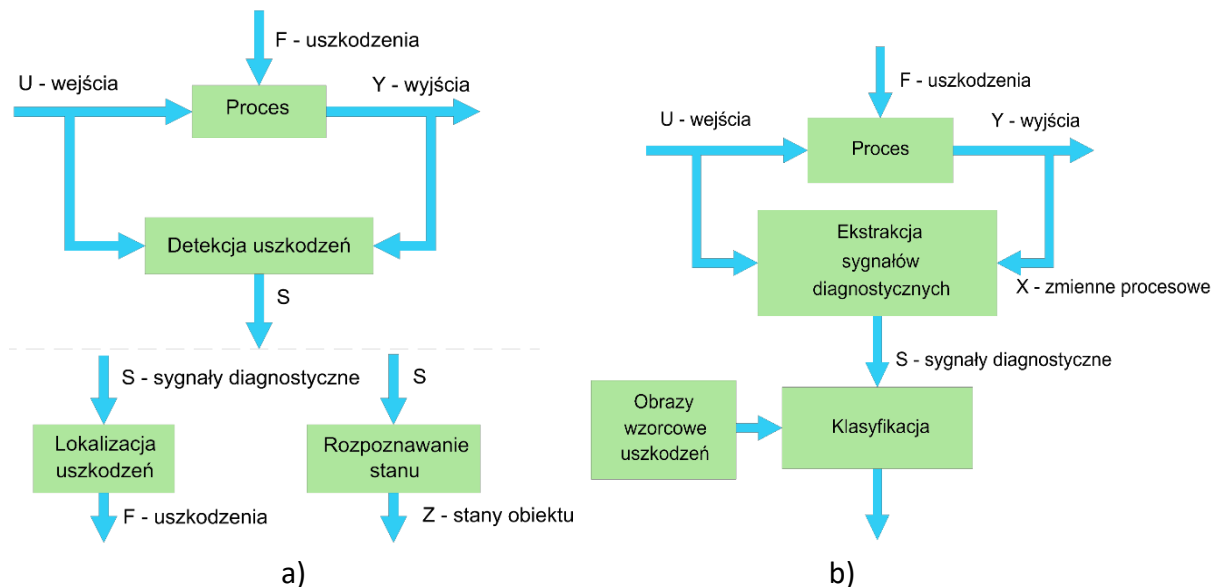 F - uszkodzenia
U - wejścia
Y - wyjścia
Proces
Detekcja uszkodzeń
S
S - sygnały diagnostyczne
S
Lokalizacja
uszkodzeń
Rozpoznawanie
stanu
F - uszkodzenia
Z - stany obiektu
a)
F - uszkodzenia
U - wejścia
Y - wyjścia
Proces
Ekstrakcja
sygnałów
diagnostycznych
X - zmienne procesowe
S - sygnały diagnostyczne
Obrazy
wzorcowe
uszkodzeń
Klasyfikacja
b)